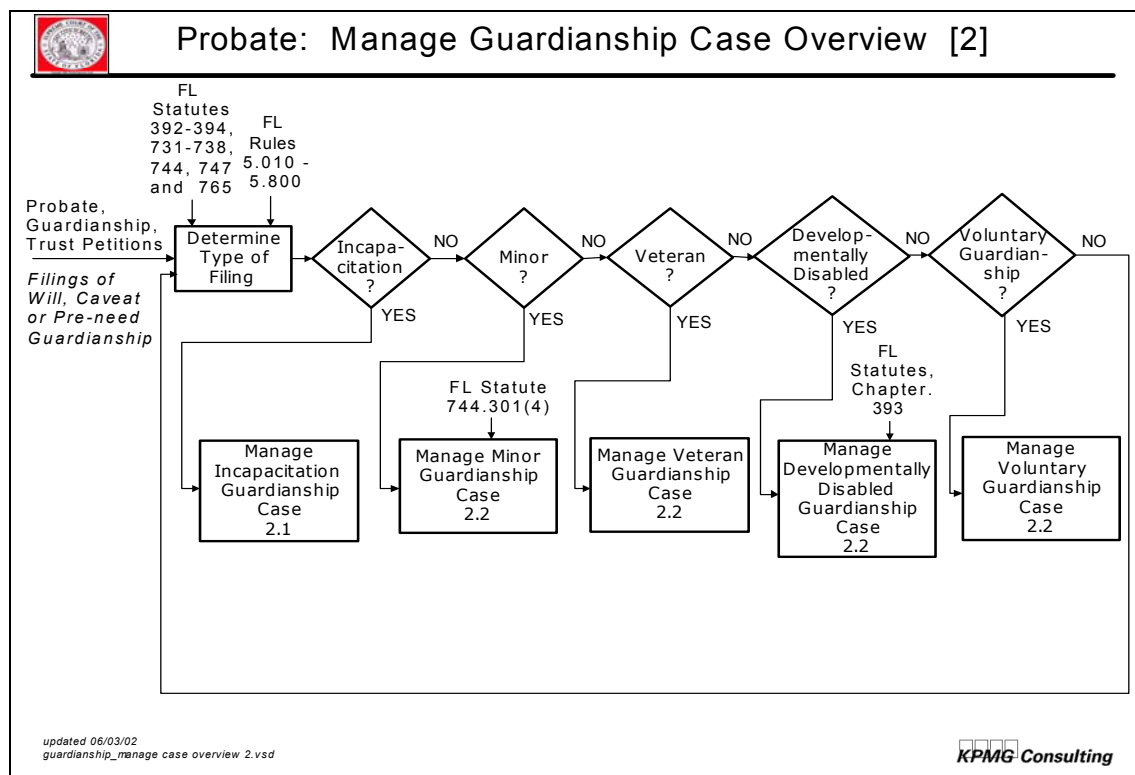 Probate: Manage Guardianship Case Overview [2]
FL
Statutes
392-394,
731-738,
744, 747
and 765
FL
Rules
5.010 -
5.800
Probate,
Guardianship,
Trust Petitions
Filings of
Will, Caveat
or Pre-need
Guardianship
Determine
Type of
Filing
Incapa-
citation
?
NO
YES
Minor
?
NO
YES
Veteran
?
NO
YES
Develop-
mentally
Disabled
?
NO
YES
Voluntary
Guardian-
ship
?
NO
YES
FL Statute
744.301(4)
FL
Statutes,
Chapter.
393
Manage
Incapacitation
Guardianship
Case
2.1
Manage Minor
Guardianship
Case
2.2
Manage Veteran
Guardianship
Case
2.2
Manage
Developmentally
Disabled
Guardianship
Case
2.2
Manage
Voluntary
Guardianship
Case
2.2
updated 06/03/02
guardianship_manage case overview 2.vsd
KPMG Consulting